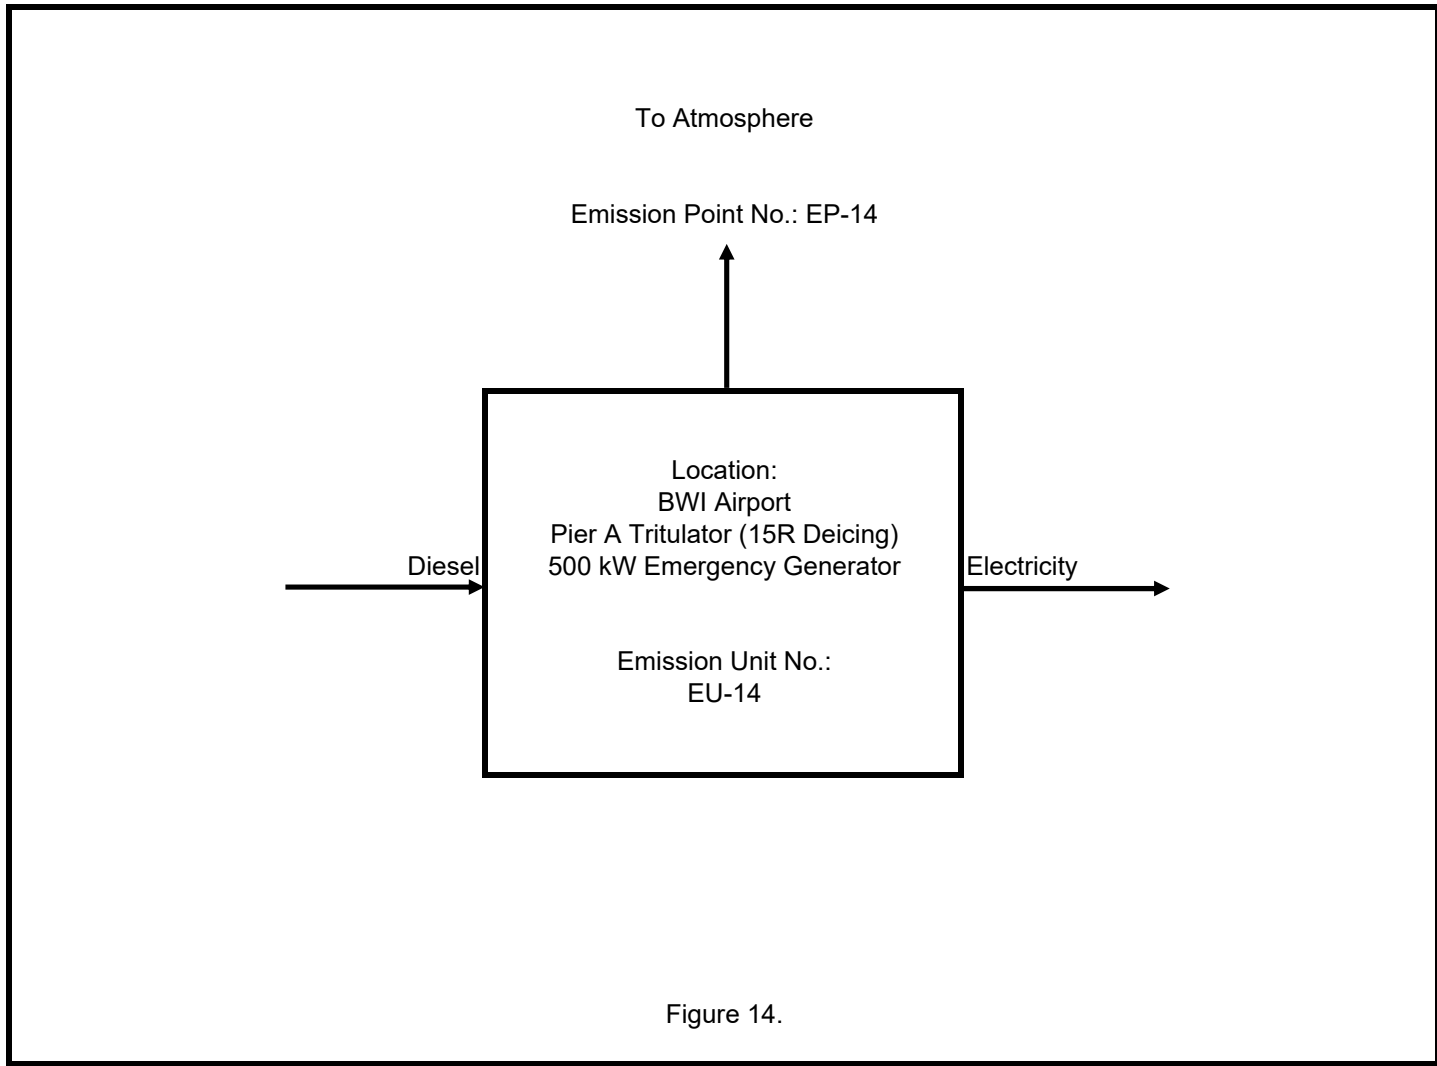 To Atmosphere
Emission Point No.: EP-14
Location:
BWI Airport
Pier A Tritulator (15R Deicing)
500 kW Emergency Generator
Diesel
Electricity
Emission Unit No.:
EU-14
Figure 14.